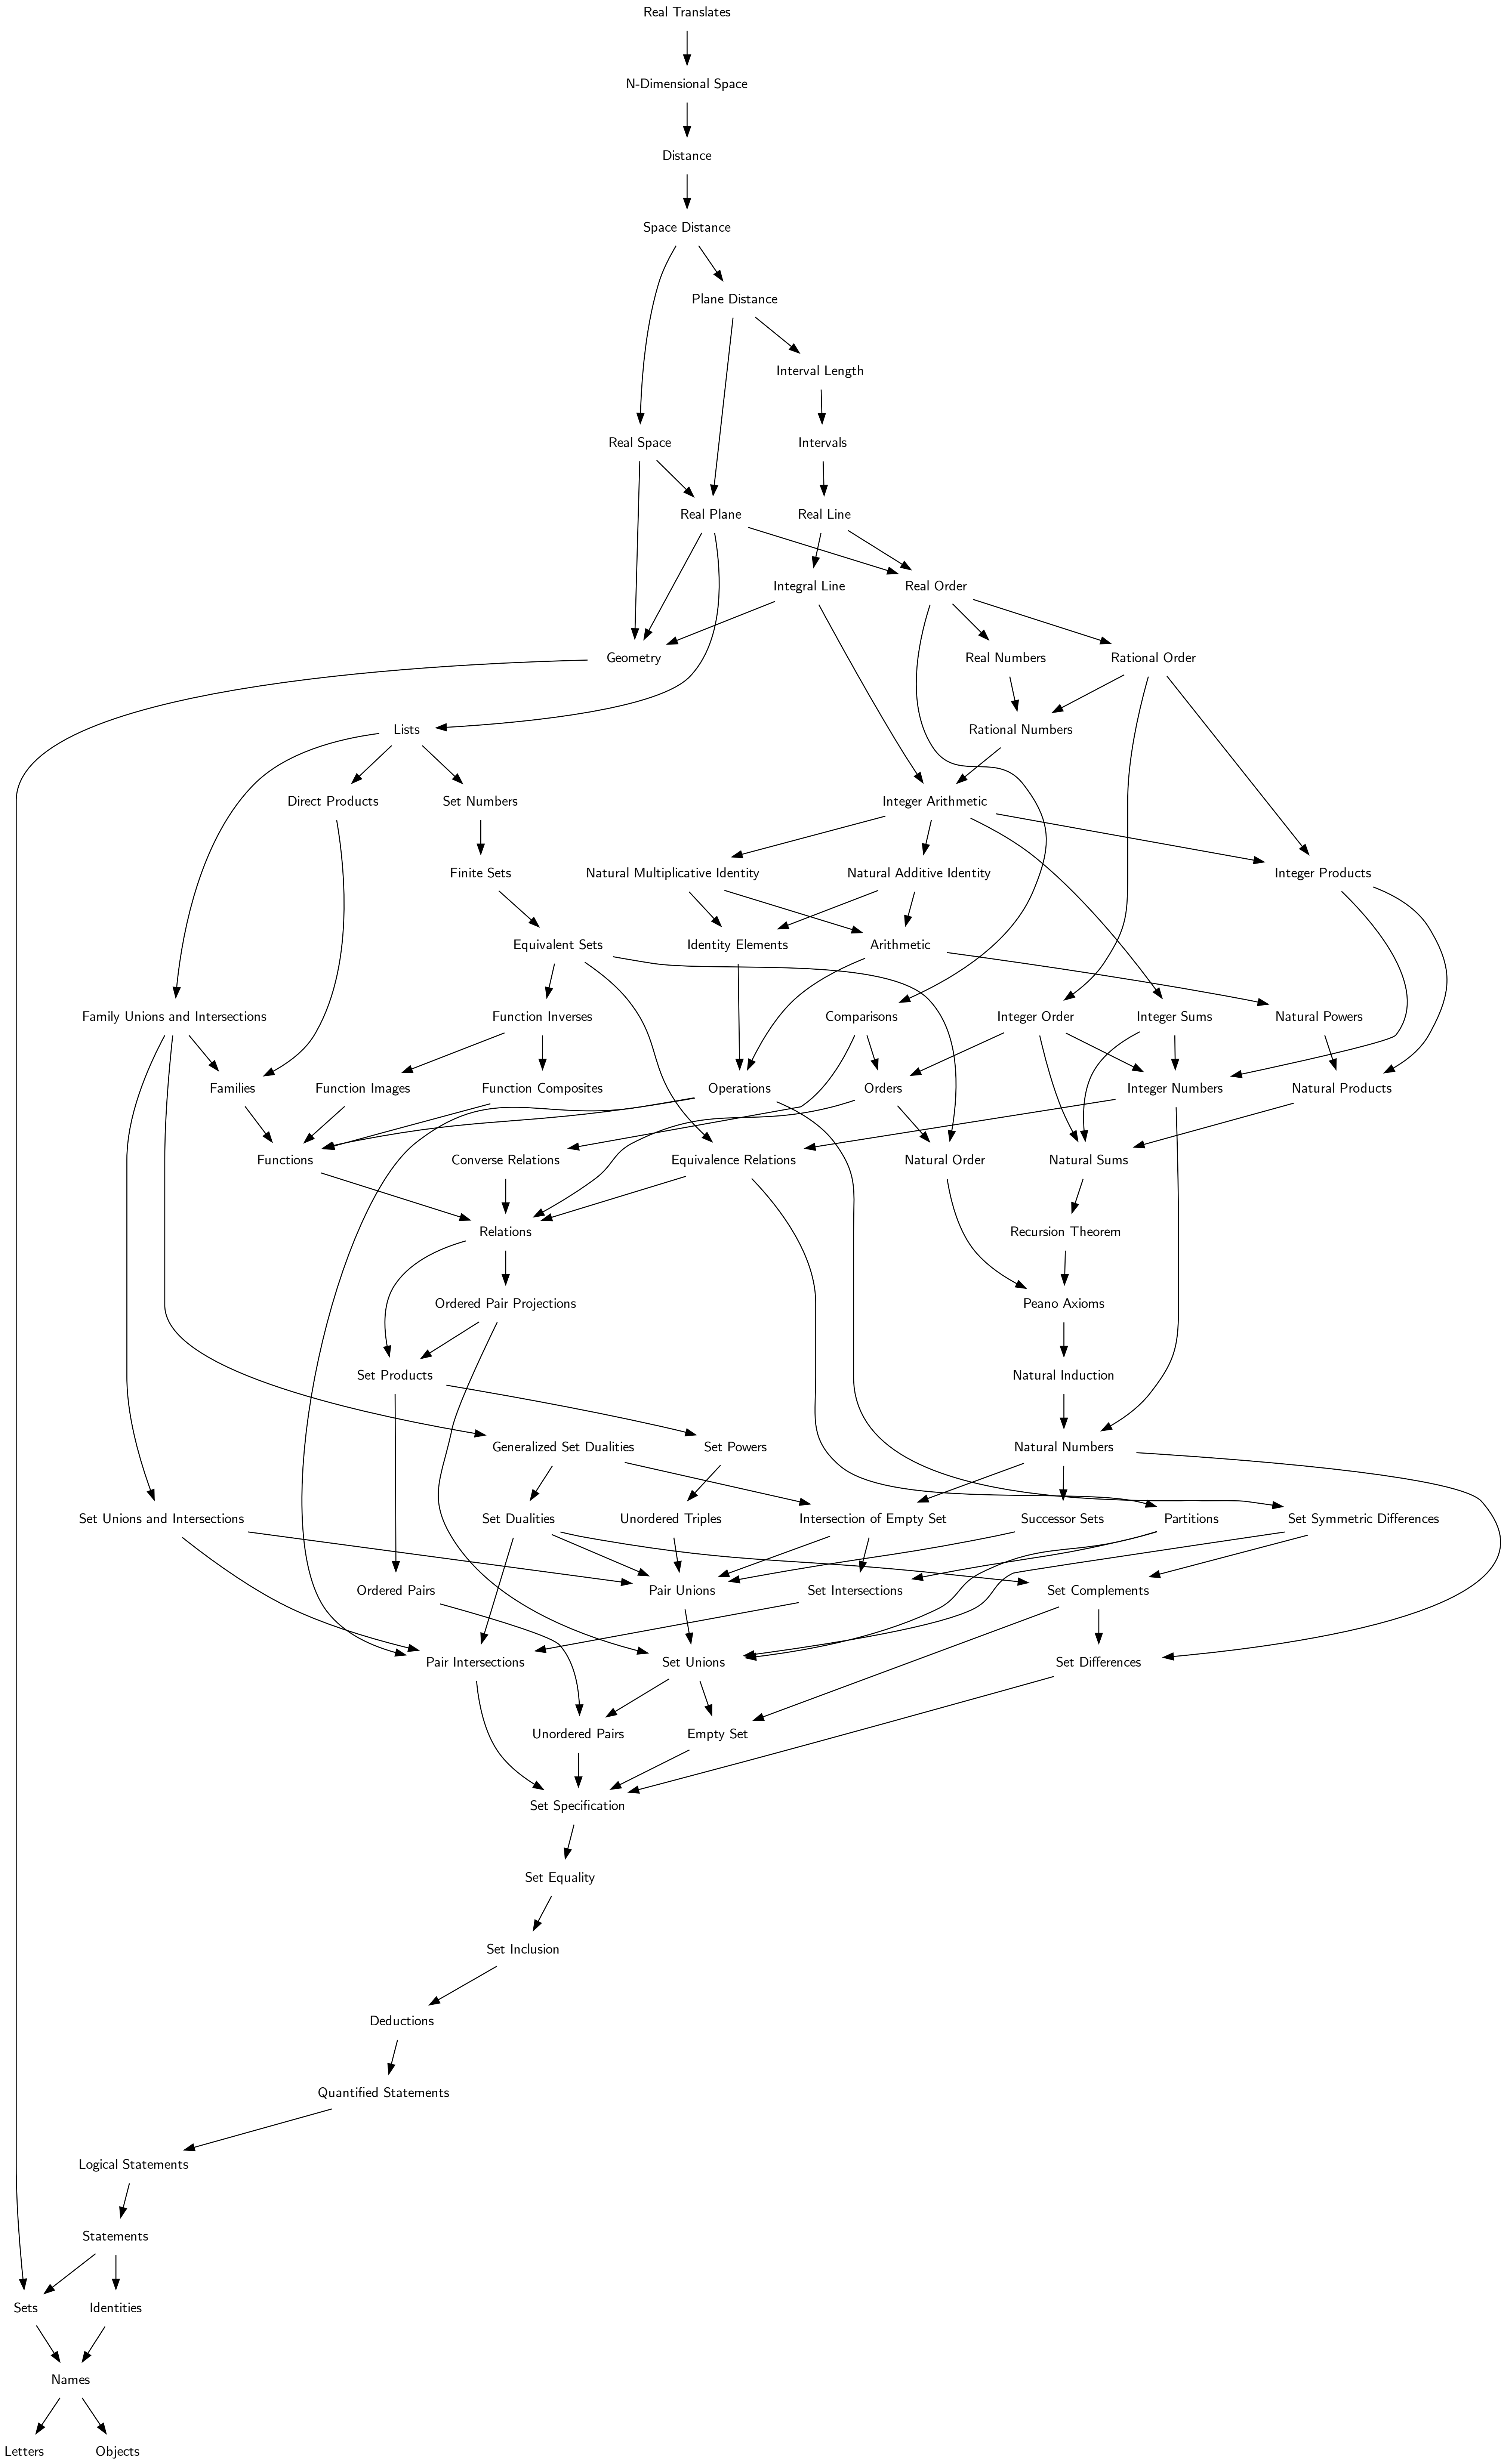 Real Translates
N-Dimensional Space
Distance
Space Distance
Plane Distance
Interval Length
Real Space
Intervals
Real Plane
Real Line
Integral Line
Real Order
Geometry
Real Numbers
Rational Order
Lists
Rational Numbers
Direct Products
Set Numbers
Integer Arithmetic
Finite Sets
Natural Multiplicative Identity
Natural Additive Identity
Integer Products
Equivalent Sets
Identity Elements
Arithmetic
Family Unions and Intersections
Function Inverses
Comparisons
Integer Order
Integer Sums
Natural Powers
Families
Function Images
Function Composites
Operations
Orders
Integer Numbers
Natural Products
Functions
Converse Relations
Equivalence Relations
Natural Order
Natural Sums
Relations
Recursion Theorem
Ordered Pair Projections
Peano Axioms
Set Products
Natural Induction
Generalized Set Dualities
Set Powers
Natural Numbers
Set Unions and Intersections
Set Dualities
Unordered Triples
Intersection of Empty Set
Successor Sets
Partitions
Set Symmetric Differences
Ordered Pairs
Pair Unions
Set Intersections
Set Complements
Pair Intersections
Set Unions
Set Differences
Unordered Pairs
Empty Set
Set Specification
Set Equality
Set Inclusion
Deductions
Quantified Statements
Logical Statements
Statements
Sets
Identities
Names
Letters
Objects